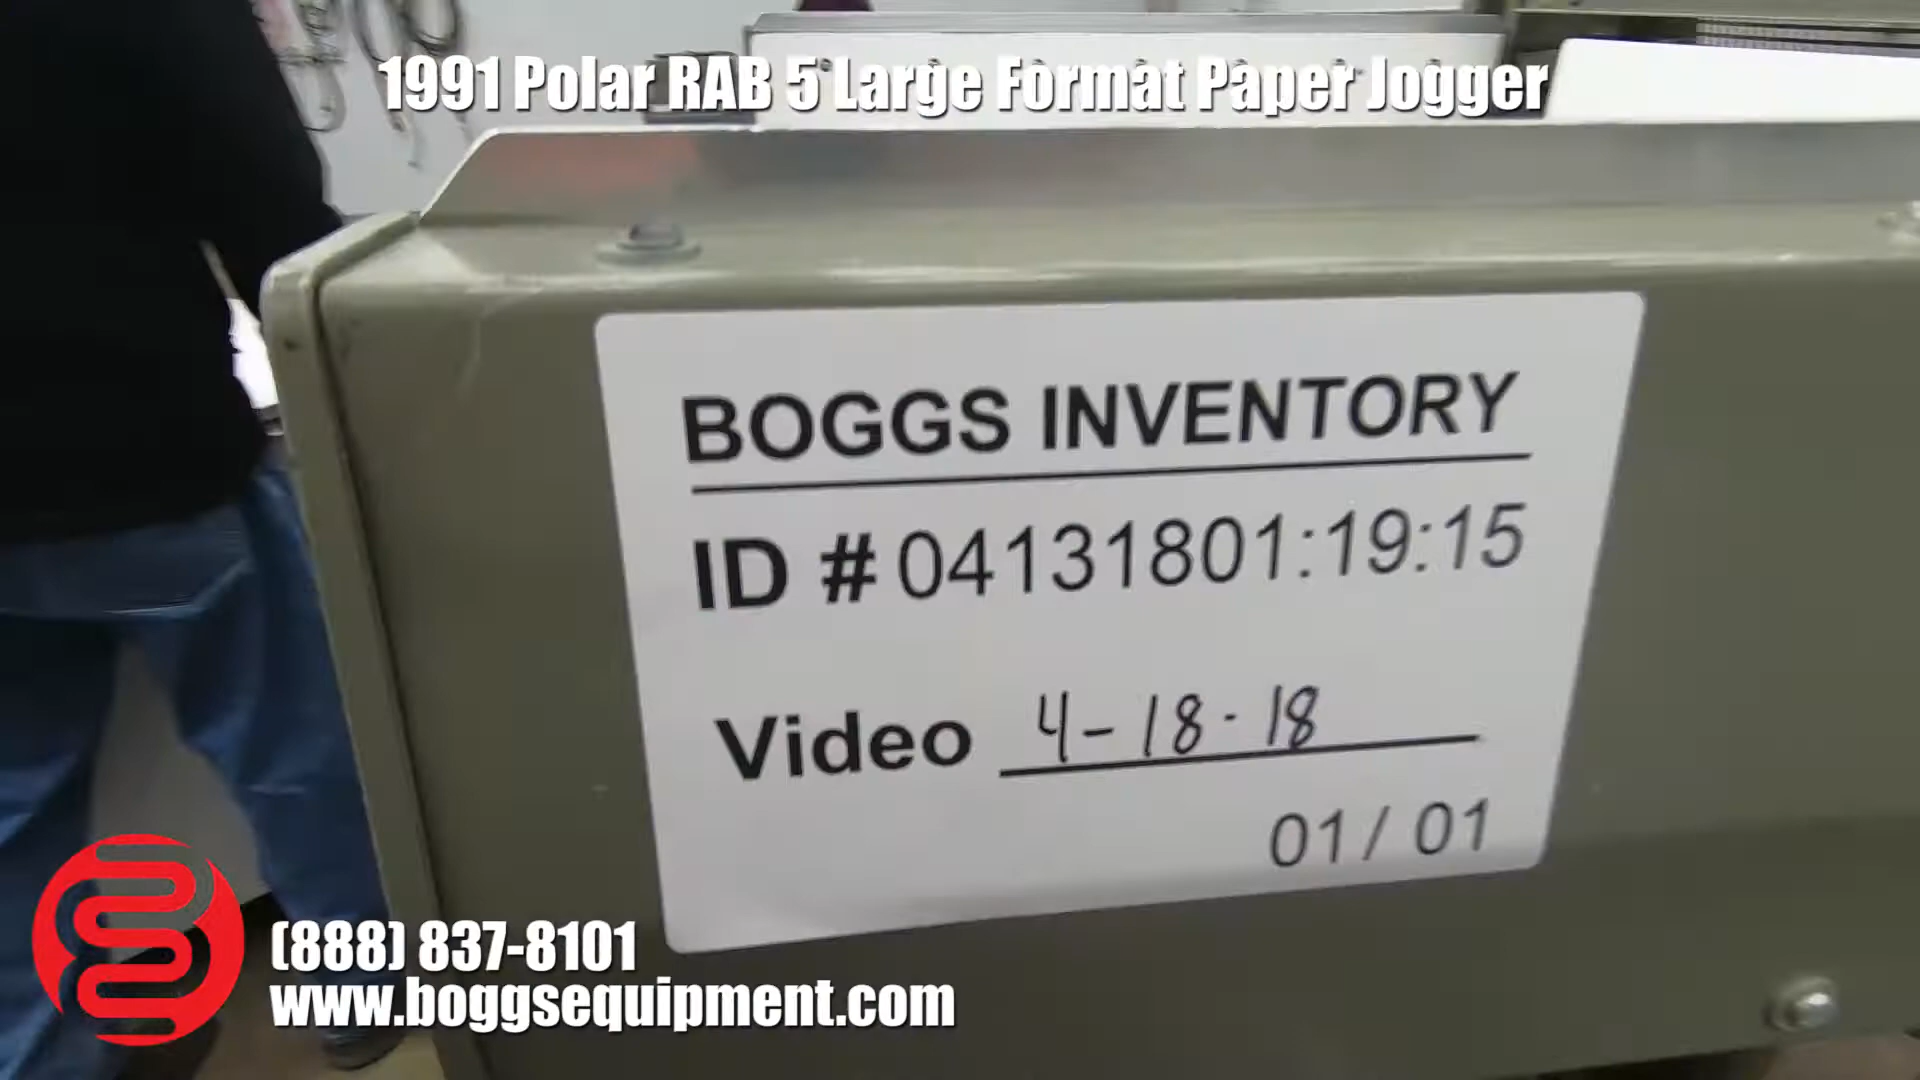 1991 Polar RAB 5 Large Format Paper Jogger
BOGGS INVENTORY
ID # 04131801:19:15
Video 4-18-18
01 / 01
(888) 837-8101
www.boggsequipment.com